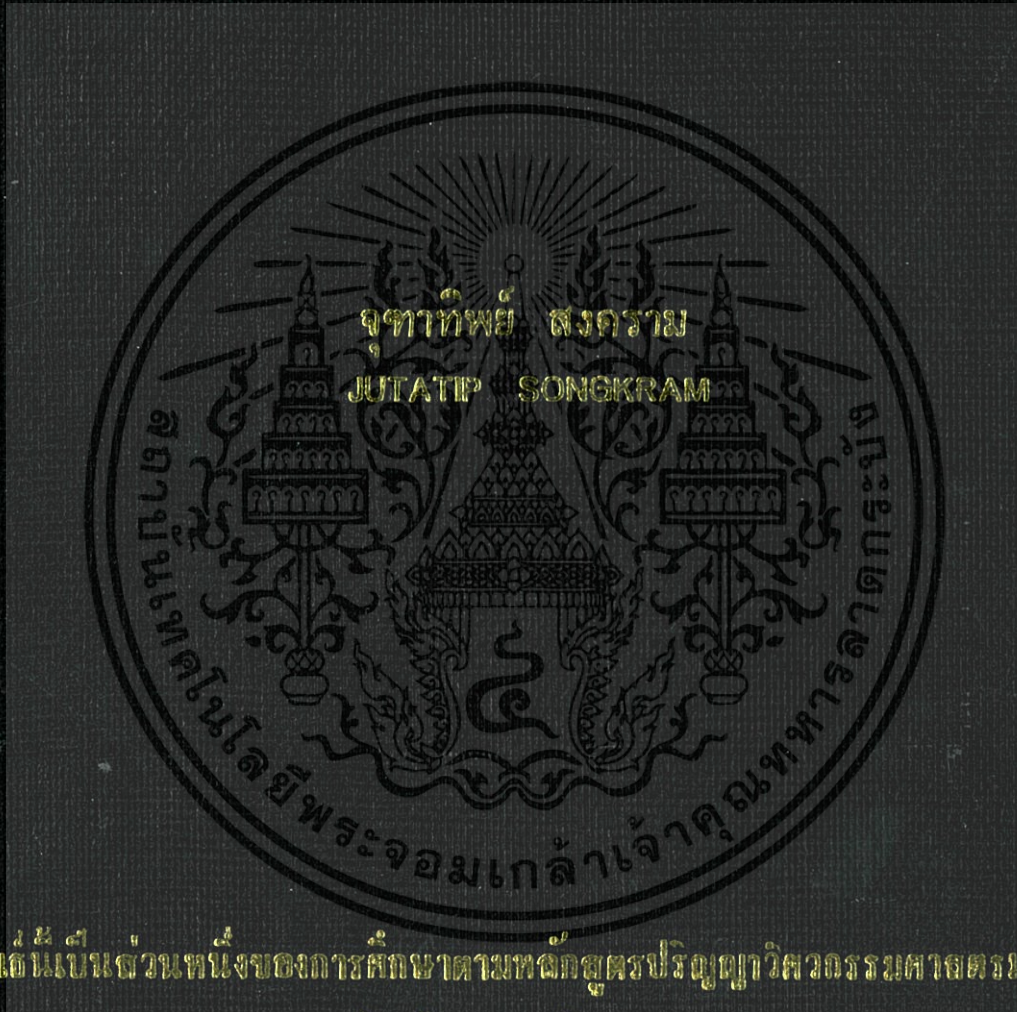 จุฑาทิพย์ สงคราม
JUTATIP SONGKRAM
สถาบันเทคโนโลยีพระจอมเกล้าเจ้าคุณทหารลาดกระบัง
นี้เป็นส่วนหนึ่งของการศึกษาตามหลักสูตรปริญญาวิศวกรรมศาสตร